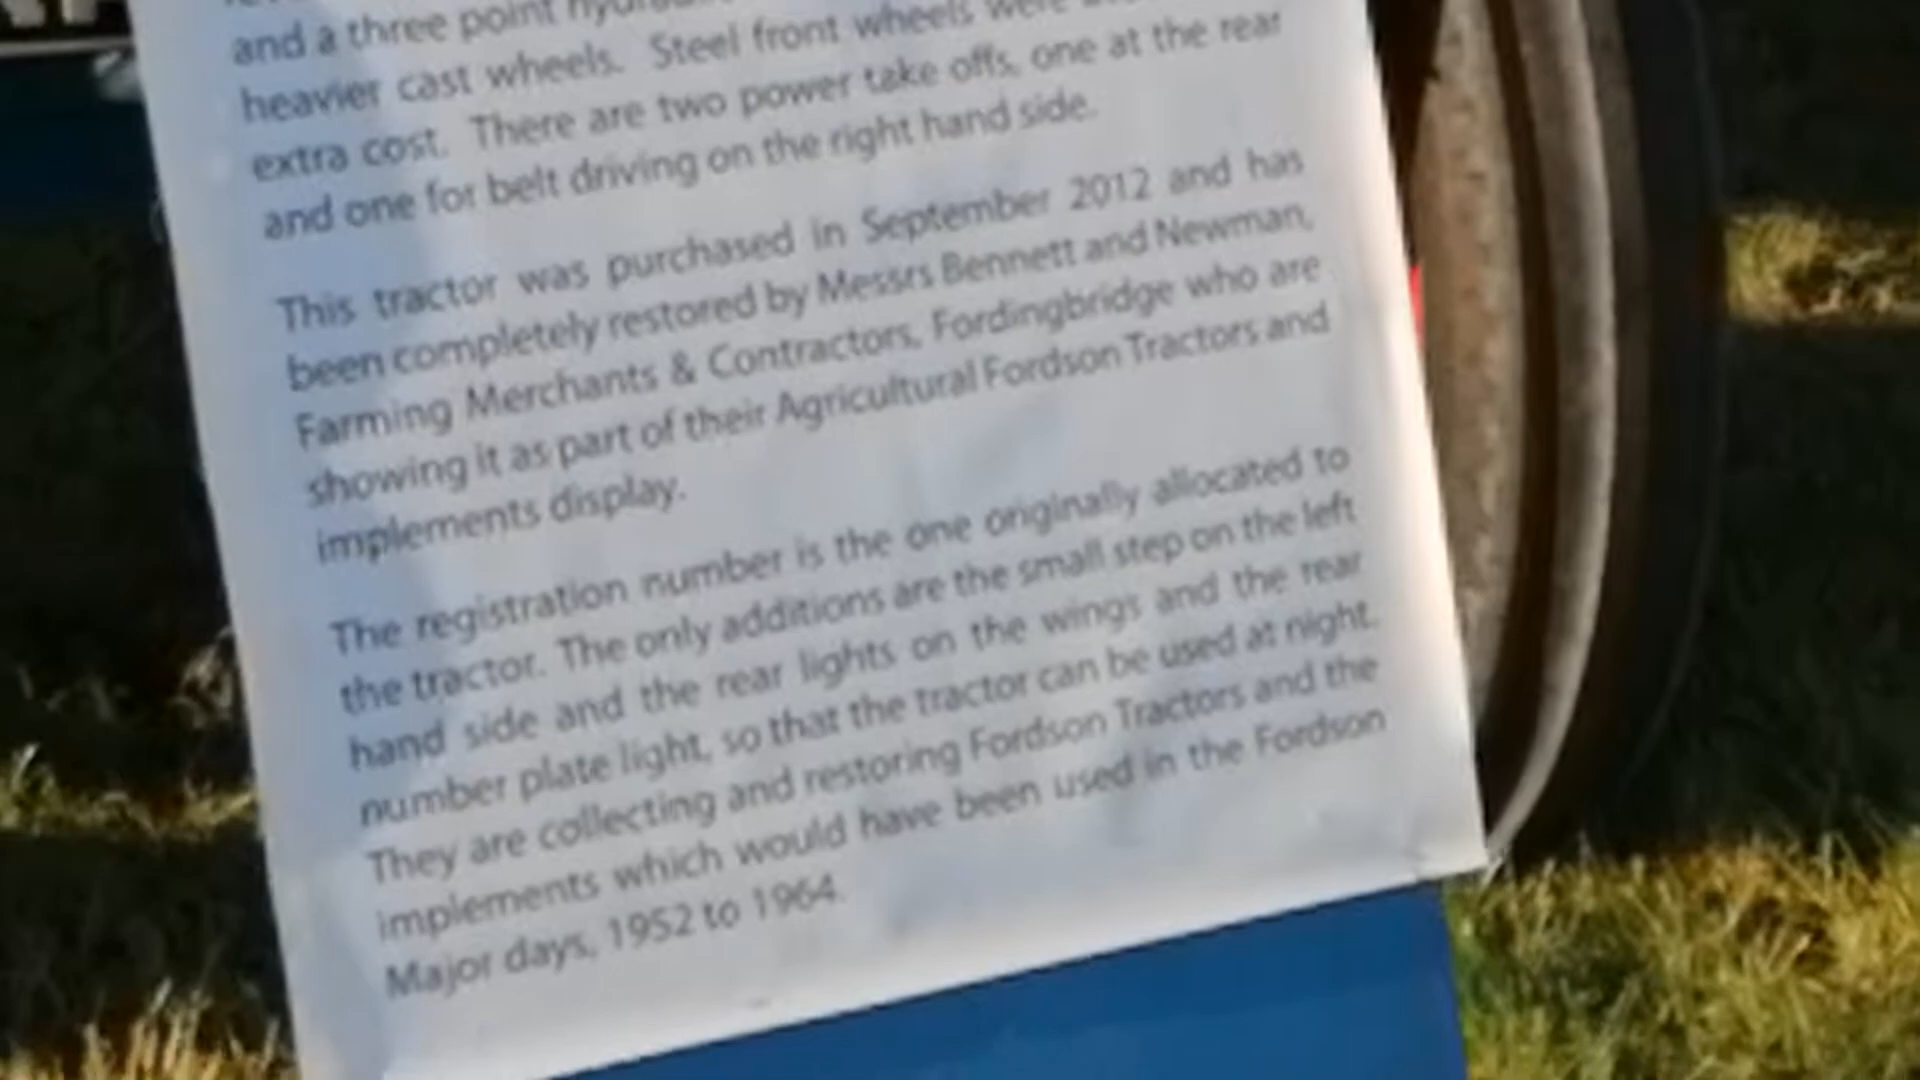 and a three point
heavier cast wheels. Steel front wheels were
extra cost. There are two power take offs, one at the rear
and one for belt driving on the right hand side.
This tractor was purchased in September 2012 and has
been completely restored by Messrs Bennett and Newman,
Farming Merchants & Contractors, Fordingbridge who are
showing it as part of their Agricultural Fordson Tractors and
implements display.
The registration number is the one originally allocated to
the tractor. The only additions are the small step on the left
hand side and the rear lights on the wings and the rear
number plate light, so that the tractor can be used at night.
They are collecting and restoring Fordson Tractors and the
implements which would have been used in the Fordson
Major days, 1952 to 1964.